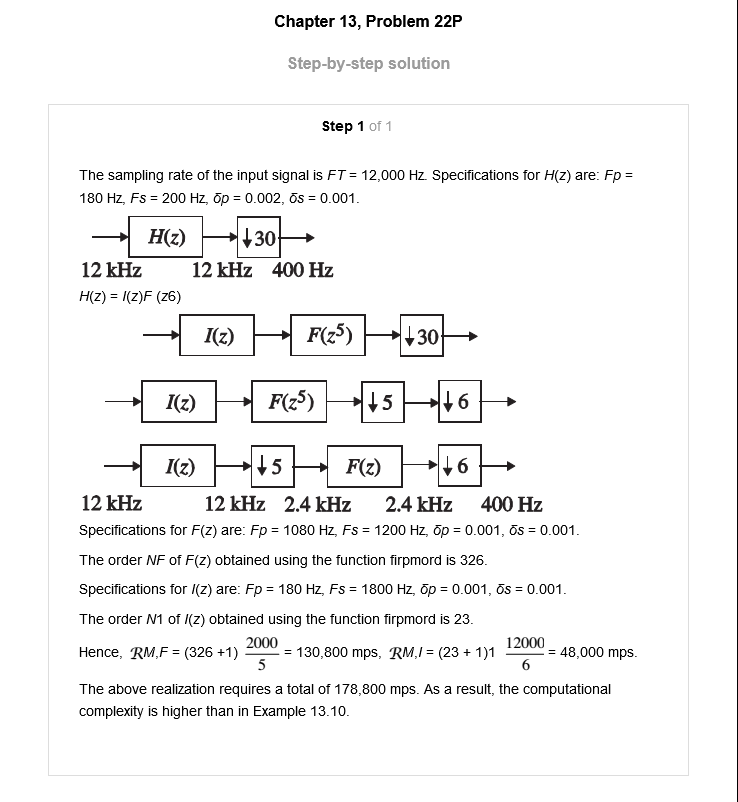 Chapter 13, Problem 22P
Step-by-step solution
Step 1 of 1
The sampling rate of the input signal is FT = 12,000 Hz. Specifications for H(z) are: Fp =
180 Hz, Fs = 200 Hz, δp = 0.002, δs = 0.001.
H(z) ↓30
12 kHz 12 kHz 400 Hz
H(z) = I(z)F (z6)
I(z) F(z⁵) ↓30
I(z) F(z⁵) ↓5 ↓6
I(z) ↓5 F(z) ↓6
12 kHz 12 kHz 2.4 kHz 2.4 kHz 400 Hz
Specifications for F(z) are: Fp = 1080 Hz, Fs = 1200 Hz, δp = 0.001, δs = 0.001.
The order NF of F(z) obtained using the function firpmord is 326.
Specifications for I(z) are: Fp = 180 Hz, Fs = 1800 Hz, δp = 0.001, δs = 0.001.
The order N1 of I(z) obtained using the function firpmord is 23.
Hence, ℛM,F = (326 +1) 2000/5 = 130,800 mps, ℛM,I = (23 + 1)1 12000/6 = 48,000 mps.
The above realization requires a total of 178,800 mps. As a result, the computational
complexity is higher than in Example 13.10.